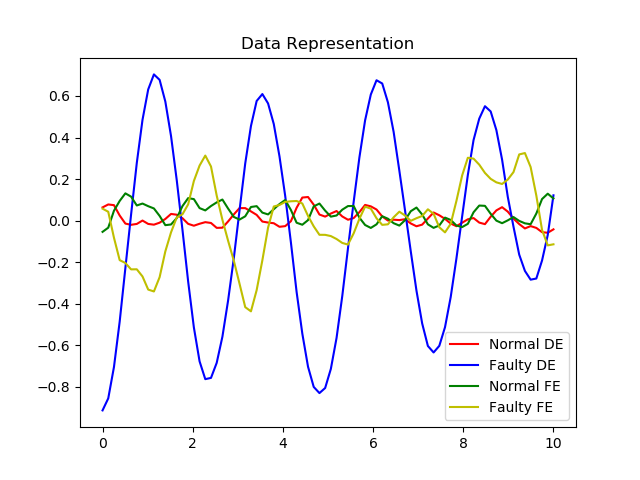 Data Representation
0.6
0.4
0.2
0.0
−0.2
−0.4
−0.6
−0.8
0 2 4 6 8 10
Normal DE
Faulty DE
Normal FE
Faulty FE